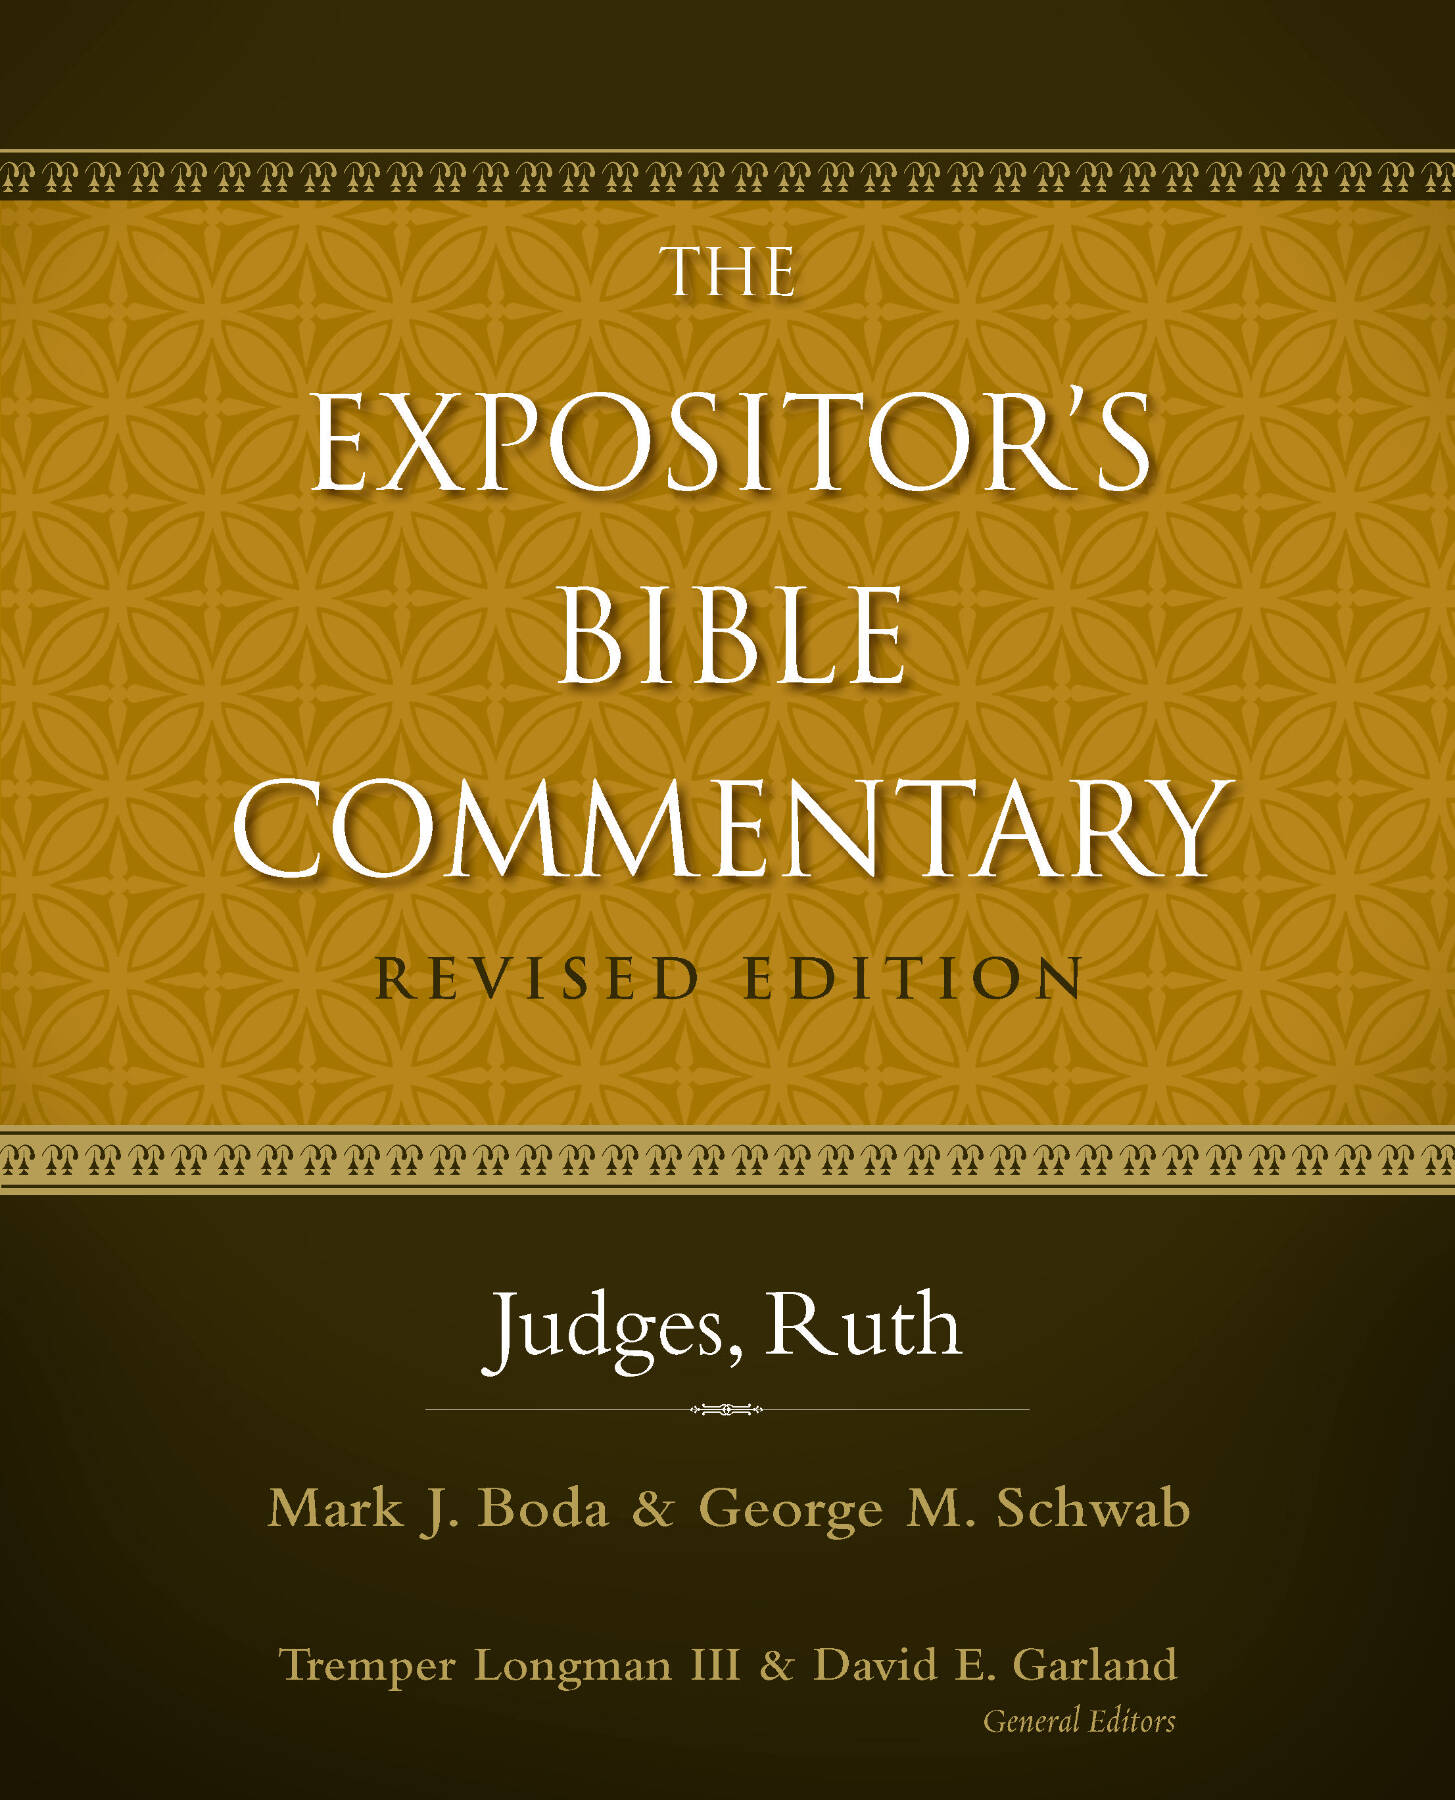 THE
EXPOSITOR’S
BIBLE
COMMENTARY
REVISED EDITION
Judges, Ruth
Mark J. Boda & George M. Schwab
Tremper Longman III & David E. Garland
General Editors